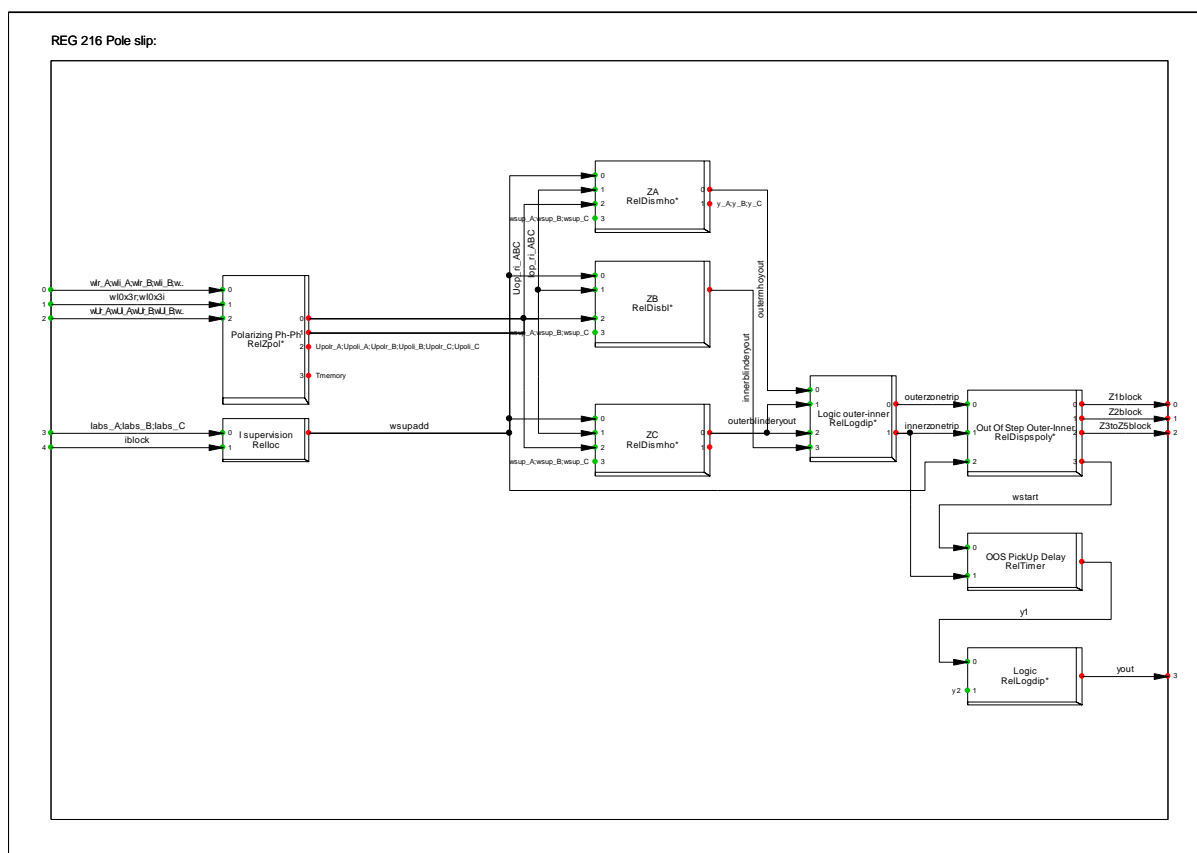 REG 216 Pole slip:
ZA
RelDismho*
0
1
2
wsup_A;wsup_B;wsup_C
3
0
1
y_A;y_B;y_C
Uop_ri_ABC
Iop_ri_ABC
outermhoyout
ZB
RelDisbl*
0
1
2
wsup_A;wsup_B;wsup_C
3
innerblinderyout
0
wIr_A;wIi_A;wIr_B;wIi_B;w..
0
1
wI0x3r;wI0x3i
1
2
wUr_A;wUi_A;wUr_B;wUi_B;w..
2
Polarizing Ph-Ph
RelZpol*
0
1
2
Upolr_A;Upoli_A;Upolr_B;Upoli_B;Upolr_C;Upoli_C
3
Tmemory
3
Iabs_A;Iabs_B;Iabs_C
0
4
iblock
1
I supervision
RelIoc
wsupadd
ZC
RelDismho*
0
1
2
wsup_A;wsup_B;wsup_C
3
0
1
outerblinderyout
Logic outer-inner
RelLogdip*
0
1
2
3
0
1
outerzonetrip
innerzonetrip
Out Of Step Outer-Inner
RelDispspoly*
0
1
2
0
1
2
3
Z1block
0
Z2block
1
Z3toZ5block
2
wstart
OOS PickUp Delay
RelTimer
0
1
y1
Logic
RelLogdip*
0
y2
1
yout
3